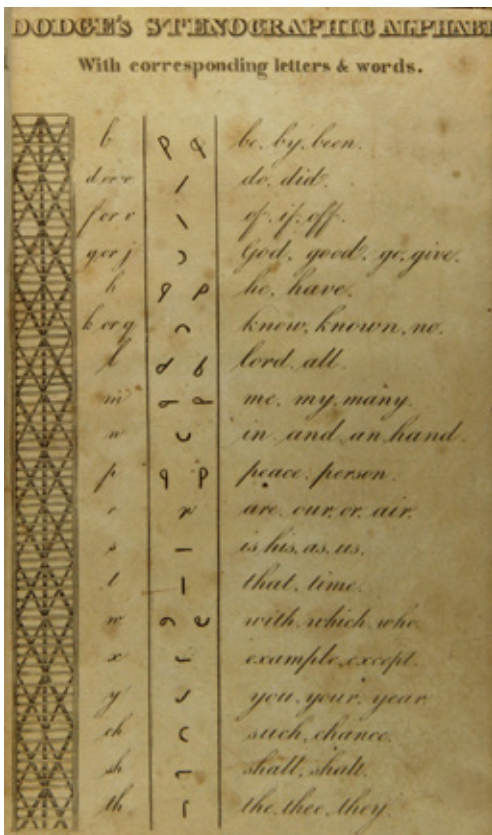 DODGE'S STENOGRAPHIC ALPHABE
With corresponding letters & words.
b be, by, been.
d or do, did.
f or v of, if, off.
g or j God, good, go, give.
h he, have.
k or q know, known, no.
l lord, all.
m me, my, many.
n in, and, an, hand.
p peace, person.
r are, our, or, air.
s is, his, as, us.
t that, time.
w with, which, who.
x example, except.
y you, your, year.
ch such, chance.
sh shall, shalt.
th the, thee, they.